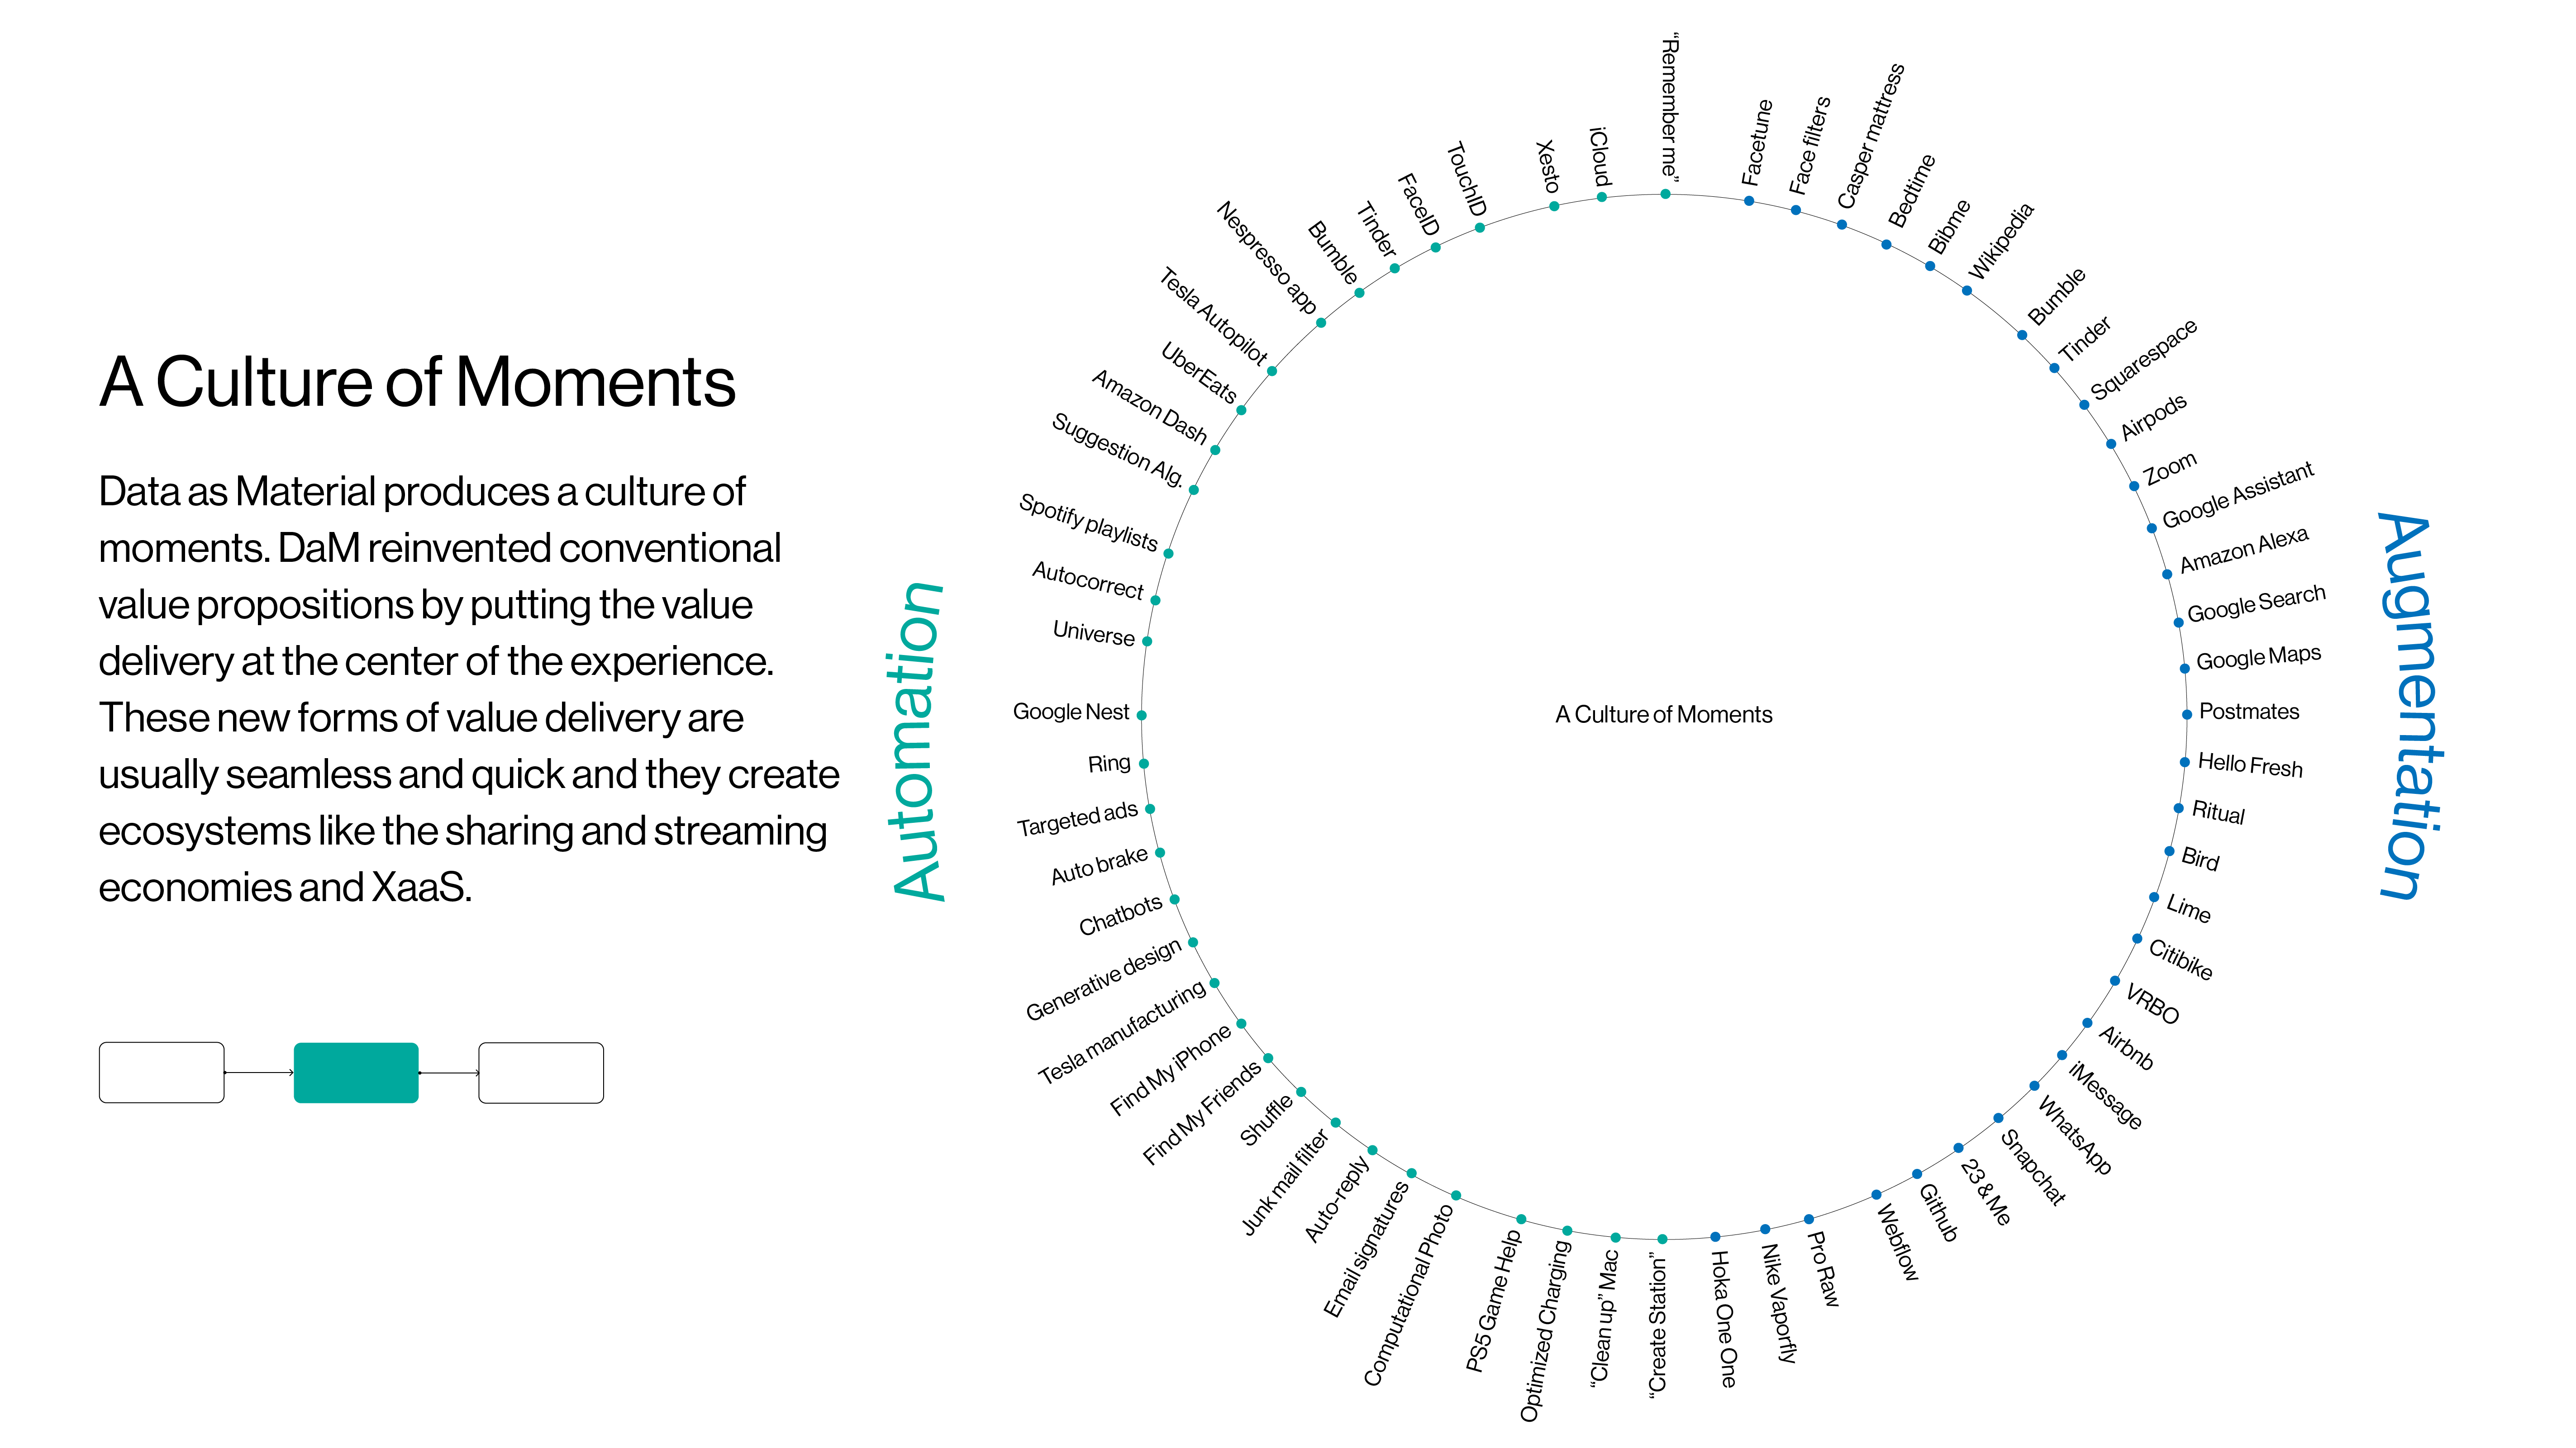 A Culture of Moments
Data as Material produces a culture of
moments. DaM reinvented conventional
value propositions by putting the value
delivery at the center of the experience.
These new forms of value delivery are
usually seamless and quick and they create
ecosystems like the sharing and streaming
economies and XaaS.
Automation
“Remember me”
Facetune
Face filters
Casper mattress
Bedtime
Bibme
Wikipedia
Bumble
Tinder
Squarespace
Airpods
Zoom
Google Assistant
Amazon Alexa
Google Search
Google Maps
Postmates
Hello Fresh
Ritual
Bird
Lime
Citibike
VRBO
Airbnb
iMessage
WhatsApp
Snapchat
23 & Me
Github
Webflow
Pro Raw
Nike Vaporfly
Hoka One One
“Create Station”
“Clean up” Mac
Optimized Charging
PS5 Game Help
Computational Photo
Email signatures
Auto-reply
Junk mail filter
Shuffle
Find My Friends
Find My iPhone
Tesla manufacturing
Generative design
Chatbots
Auto brake
Targeted ads
Ring
Google Nest
Universe
Autocorrect
Spotify playlists
Suggestion Alg.
Amazon Dash
UberEats
Tesla Autopilot
Nespresso app
Bumble
Tinder
FaceID
TouchID
Xesto
iCloud
A Culture of Moments
Augmentation